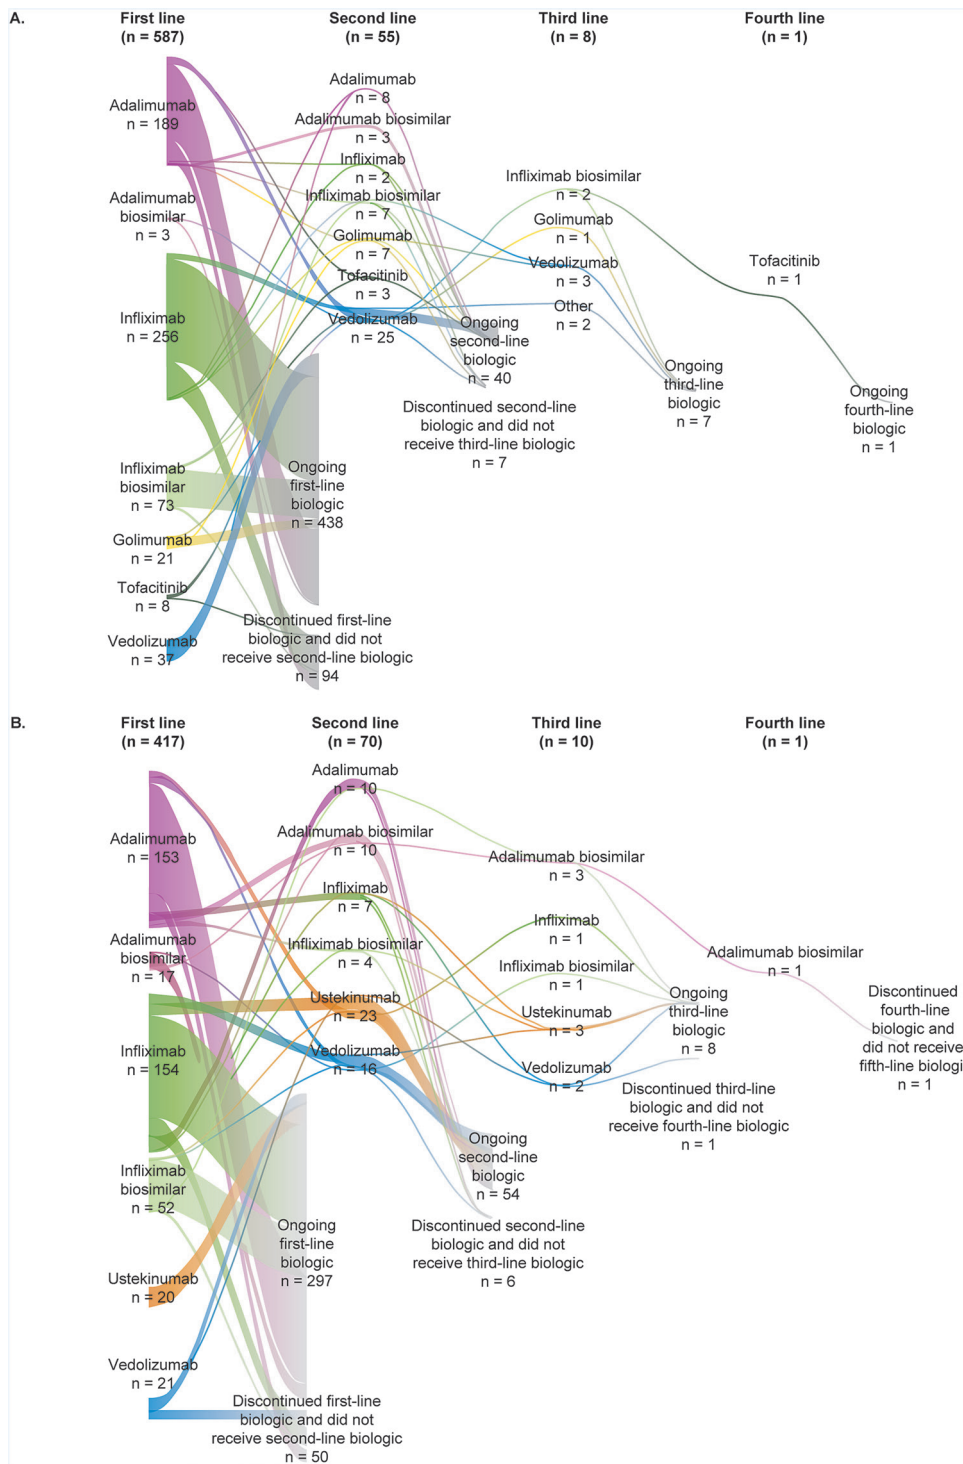 A.
First line
(n = 587)
Second line
(n = 55)
Third line
(n = 8)
Fourth line
(n = 1)
Adalimumab
n = 189
Adalimumab
biosimilar
n = 3
Infliximab
n = 256
Infliximab
biosimilar
n = 73
Golimumab
n = 21
Tofacitinib
n = 8
Vedolizumab
n = 37
Ongoing
first-line
biologic
n = 438
Discontinued first-line
biologic and did not
receive second-line biologic
n = 94
Adalimumab
n = 8
Adalimumab biosimilar
n = 3
Infliximab
n = 2
Infliximab biosimilar
n = 7
Golimumab
n = 7
Tofacitinib
n = 3
Vedolizumab
n = 25
Ongoing
second-line
biologic
n = 40
Discontinued second-line
biologic and did not
receive third-line biologic
n = 7
Infliximab biosimilar
n = 2
Golimumab
n = 1
Vedolizumab
n = 3
Other
n = 2
Ongoing
third-line
biologic
n = 7
Tofacitinib
n = 1
Ongoing
fourth-line
biologic
n = 1
B.
First line
(n = 417)
Second line
(n = 70)
Third line
(n = 10)
Fourth line
(n = 1)
Adalimumab
n = 153
Adalimumab
biosimilar
n = 17
Infliximab
n = 154
Infliximab
biosimilar
n = 52
Ustekinumab
n = 20
Vedolizumab
n = 21
Ongoing
first-line
biologic
n = 297
Discontinued first-line
biologic and did not
receive second-line biologic
n = 50
Adalimumab
n = 10
Adalimumab biosimilar
n = 10
Infliximab
n = 7
Infliximab biosimilar
n = 4
Ustekinumab
n = 23
Vedolizumab
n = 16
Ongoing
second-line
biologic
n = 54
Discontinued second-line
biologic and did not
receive third-line biologic
n = 6
Adalimumab biosimilar
n = 3
Infliximab
n = 1
Infliximab biosimilar
n = 1
Ustekinumab
n = 3
Vedolizumab
n = 2
Ongoing
third-line
biologic
n = 8
Discontinued third-line
biologic and did not
receive fourth-line biologic
n = 1
Adalimumab biosimilar
n = 1
Discontinued
fourth-line
biologic and
did not receive
fifth-line biologi
n = 1